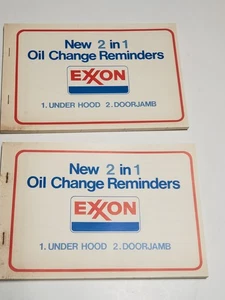 New 2 in 1
Oil Change Reminders
EXXON
1. UNDER HOOD 2. DOORJAMB
New 2 in 1
Oil Change Reminders
EXXON
1. UNDER HOOD 2. DOORJAMB